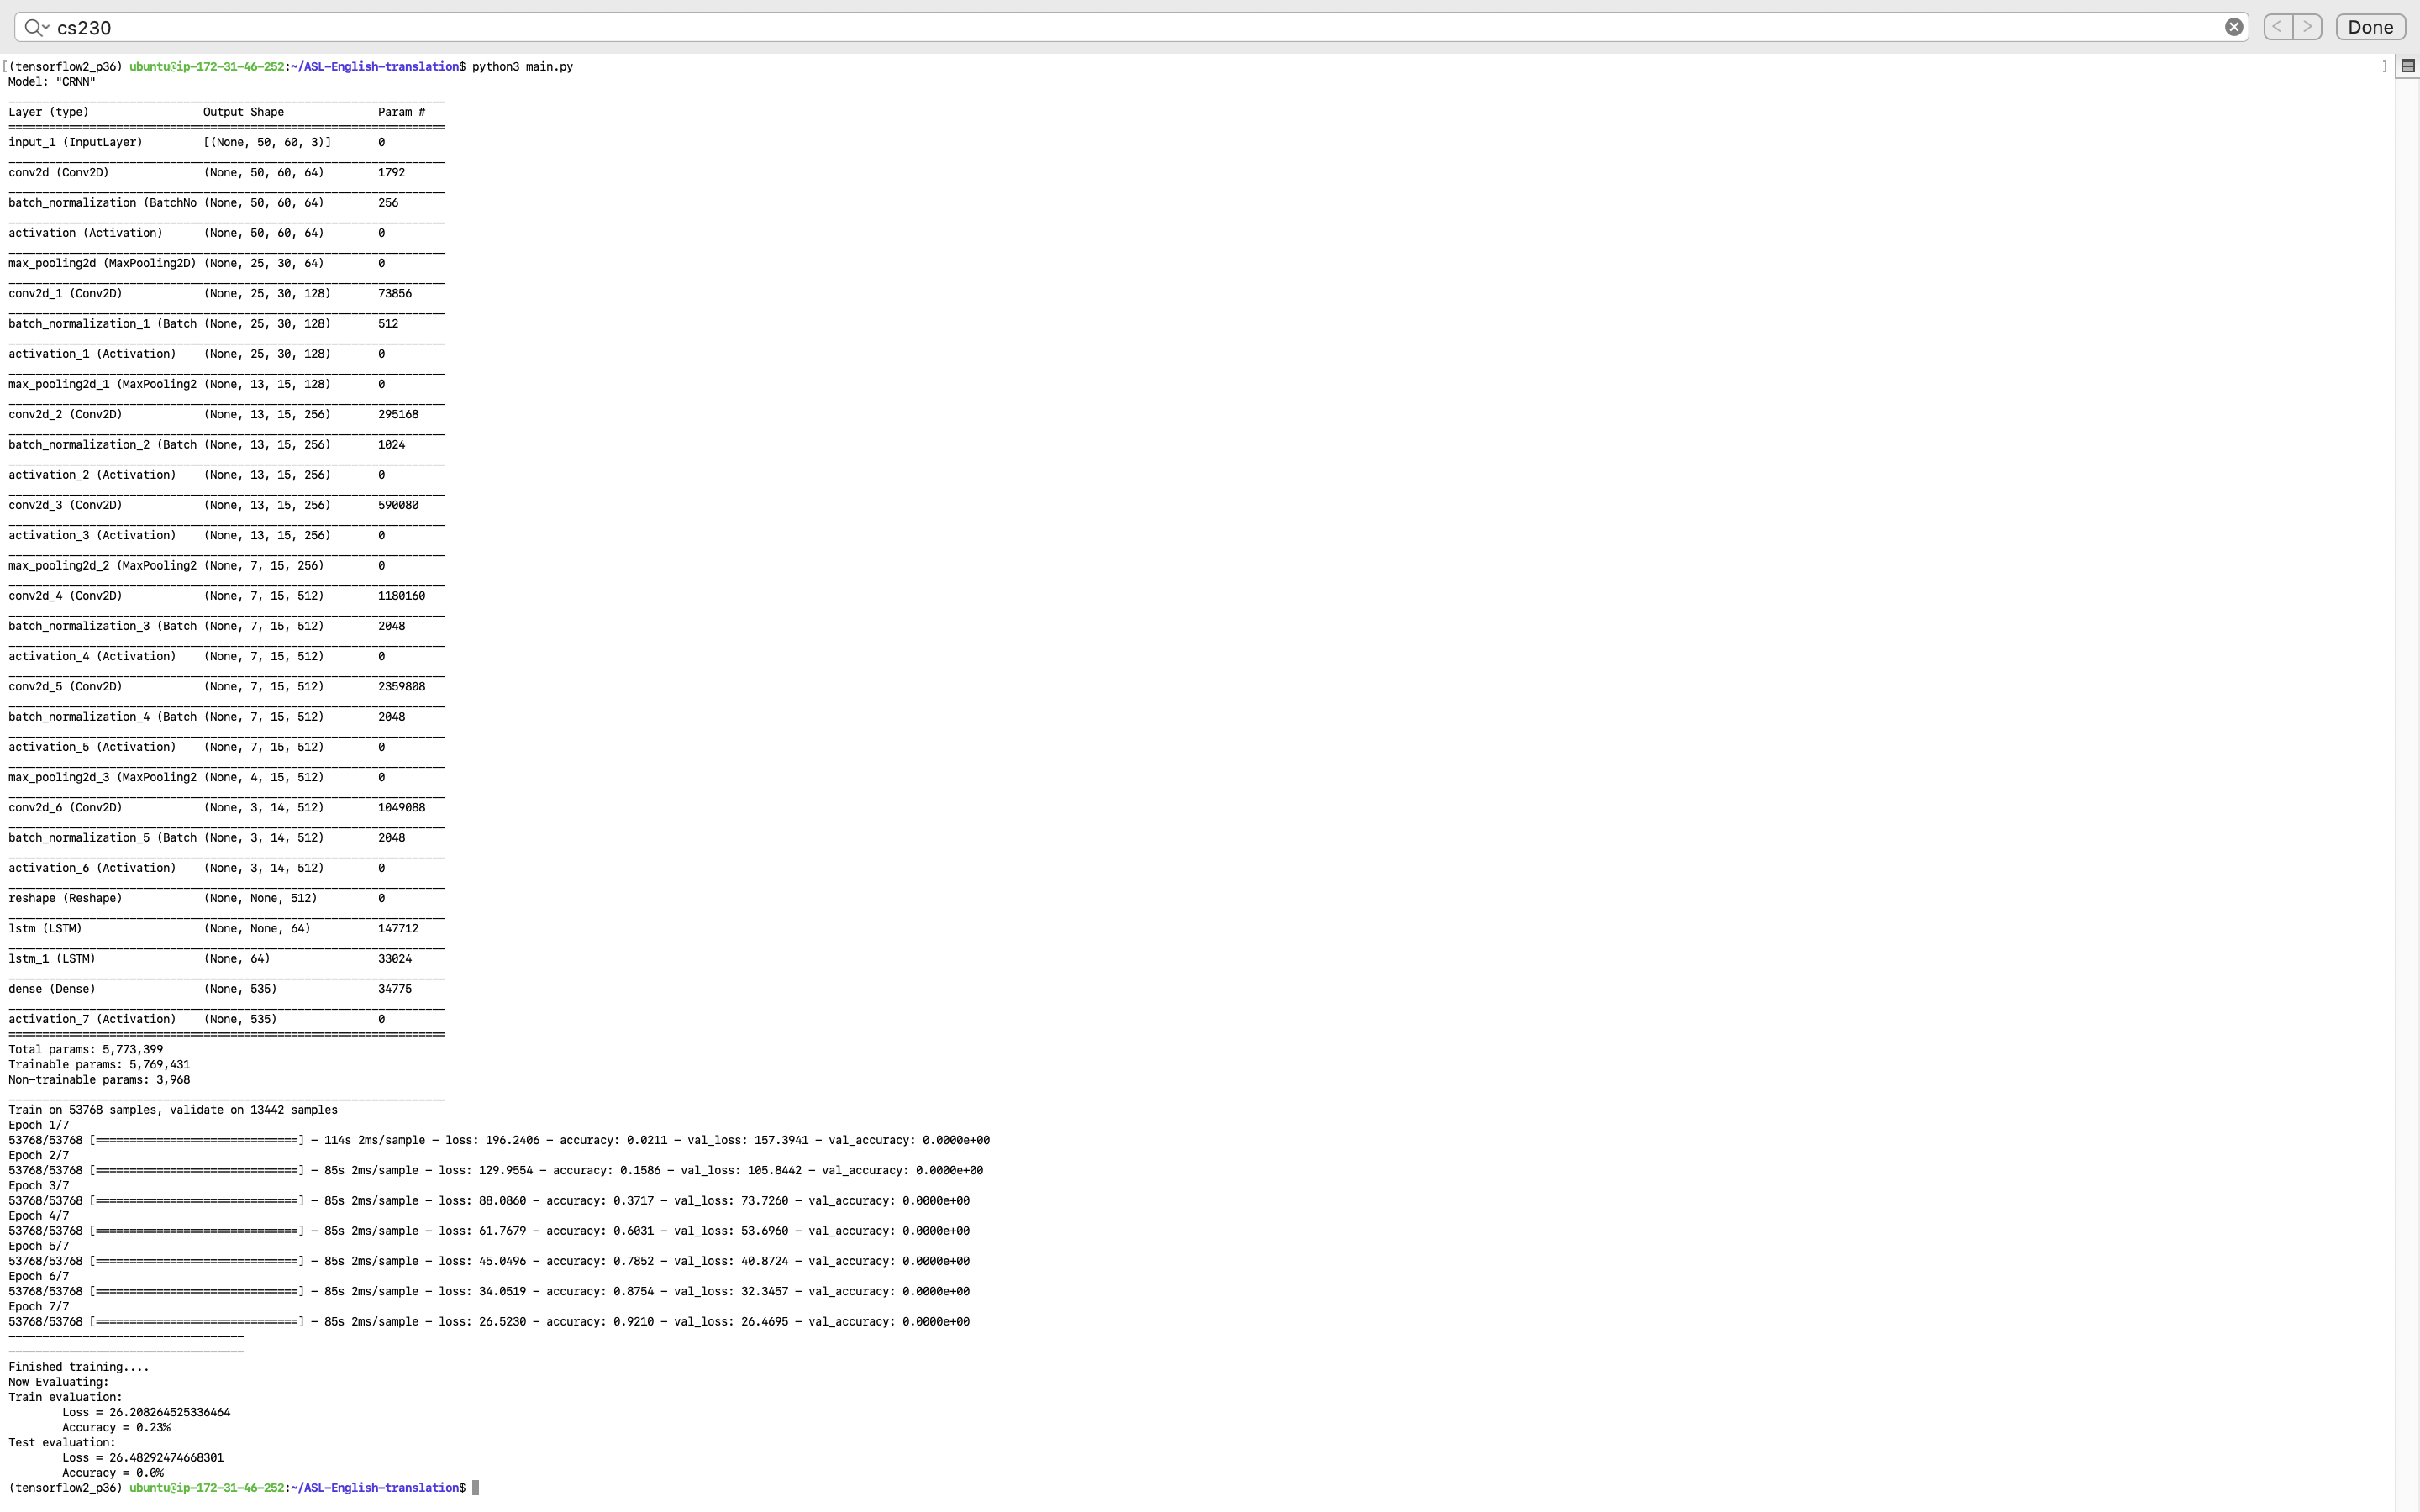 cs230
Done
[(tensorflow2_p36) ubuntu@ip-172-31-46-252:~/ASL-English-translation$ python3 main.py ]
Model: "CRNN"
Layer (type) Output Shape Param #
input_1 (InputLayer) [(None, 50, 60, 3)] 0
conv2d (Conv2D) (None, 50, 60, 64) 1792
batch_normalization (BatchNo (None, 50, 60, 64) 256
activation (Activation) (None, 50, 60, 64) 0
max_pooling2d (MaxPooling2D) (None, 25, 30, 64) 0
conv2d_1 (Conv2D) (None, 25, 30, 128) 73856
batch_normalization_1 (Batch (None, 25, 30, 128) 512
activation_1 (Activation) (None, 25, 30, 128) 0
max_pooling2d_1 (MaxPooling2 (None, 13, 15, 128) 0
conv2d_2 (Conv2D) (None, 13, 15, 256) 295168
batch_normalization_2 (Batch (None, 13, 15, 256) 1024
activation_2 (Activation) (None, 13, 15, 256) 0
conv2d_3 (Conv2D) (None, 13, 15, 256) 590080
activation_3 (Activation) (None, 13, 15, 256) 0
max_pooling2d_2 (MaxPooling2 (None, 7, 15, 256) 0
conv2d_4 (Conv2D) (None, 7, 15, 512) 1180160
batch_normalization_3 (Batch (None, 7, 15, 512) 2048
activation_4 (Activation) (None, 7, 15, 512) 0
conv2d_5 (Conv2D) (None, 7, 15, 512) 2359808
batch_normalization_4 (Batch (None, 7, 15, 512) 2048
activation_5 (Activation) (None, 7, 15, 512) 0
max_pooling2d_3 (MaxPooling2 (None, 4, 15, 512) 0
conv2d_6 (Conv2D) (None, 3, 14, 512) 1049088
batch_normalization_5 (Batch (None, 3, 14, 512) 2048
activation_6 (Activation) (None, 3, 14, 512) 0
reshape (Reshape) (None, None, 512) 0
lstm (LSTM) (None, None, 64) 147712
lstm_1 (LSTM) (None, 64) 33024
dense (Dense) (None, 535) 34775
activation_7 (Activation) (None, 535) 0
Total params: 5,773,399
Trainable params: 5,769,431
Non-trainable params: 3,968
Train on 53768 samples, validate on 13442 samples
Epoch 1/7
53768/53768 [==============================] - 114s 2ms/sample - loss: 196.2406 - accuracy: 0.0211 - val_loss: 157.3941 - val_accuracy: 0.0000e+00
Epoch 2/7
53768/53768 [==============================] - 85s 2ms/sample - loss: 129.9554 - accuracy: 0.1586 - val_loss: 105.8442 - val_accuracy: 0.0000e+00
Epoch 3/7
53768/53768 [==============================] - 85s 2ms/sample - loss: 88.0860 - accuracy: 0.3717 - val_loss: 73.7260 - val_accuracy: 0.0000e+00
Epoch 4/7
53768/53768 [==============================] - 85s 2ms/sample - loss: 61.7679 - accuracy: 0.6031 - val_loss: 53.6960 - val_accuracy: 0.0000e+00
Epoch 5/7
53768/53768 [==============================] - 85s 2ms/sample - loss: 45.0496 - accuracy: 0.7852 - val_loss: 40.8724 - val_accuracy: 0.0000e+00
Epoch 6/7
53768/53768 [==============================] - 85s 2ms/sample - loss: 34.0519 - accuracy: 0.8754 - val_loss: 32.3457 - val_accuracy: 0.0000e+00
Epoch 7/7
53768/53768 [==============================] - 85s 2ms/sample - loss: 26.5230 - accuracy: 0.9210 - val_loss: 26.4695 - val_accuracy: 0.0000e+00
-----------------------------------
-----------------------------------
Finished training....
Now Evaluating:
Train evaluation:
Loss = 26.208264525336464
Accuracy = 0.23%
Test evaluation:
Loss = 26.48292474668301
Accuracy = 0.0%
(tensorflow2_p36) ubuntu@ip-172-31-46-252:~/ASL-English-translation$